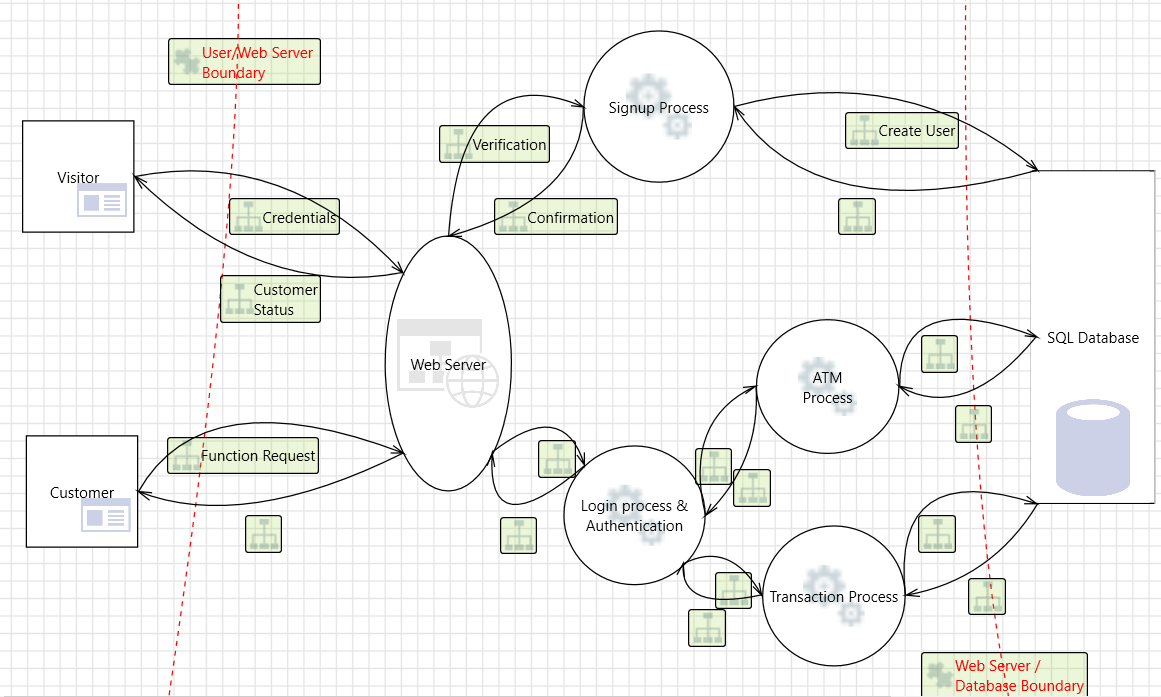 User/Web Server
Boundary
Signup Process
Create User
Verification
Visitor
Credentials
Confirmation
Customer
Status
Web Server
SQL Database
ATM
Process
Function Request
Customer
Login process &
Authentication
Transaction Process
Web Server /
Database Boundary